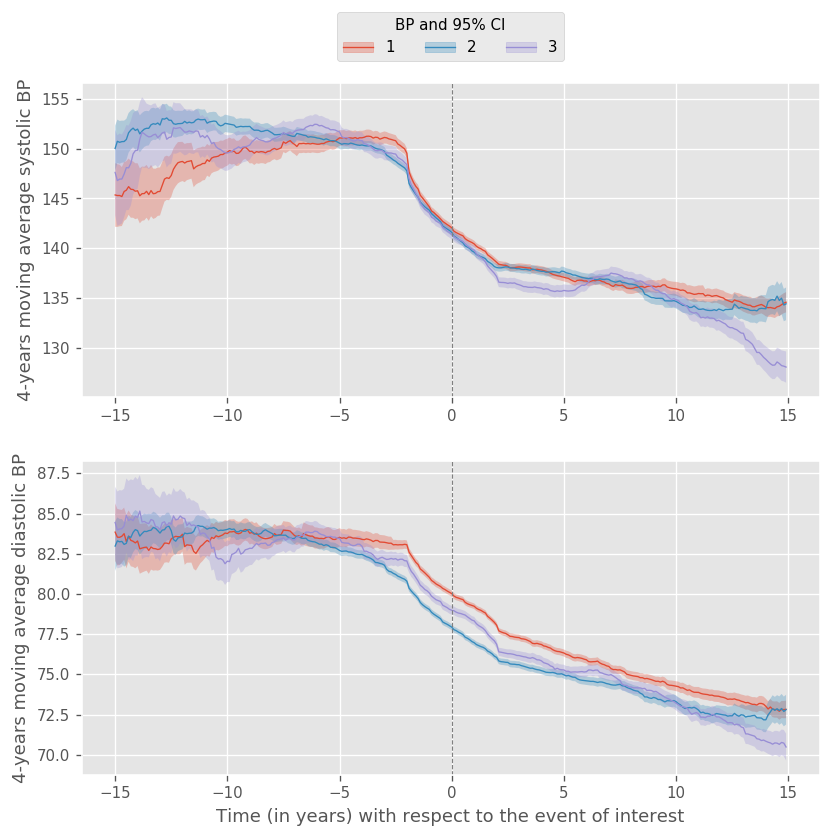 BP and 95% CI
1 2 3
4-years moving average systolic BP
155
150
145
140
135
130
−15 −10 −5 0 5 10 15
4-years moving average diastolic BP
87.5
85.0
82.5
80.0
77.5
75.0
72.5
70.0
−15 −10 −5 0 5 10 15
Time (in years) with respect to the event of interest